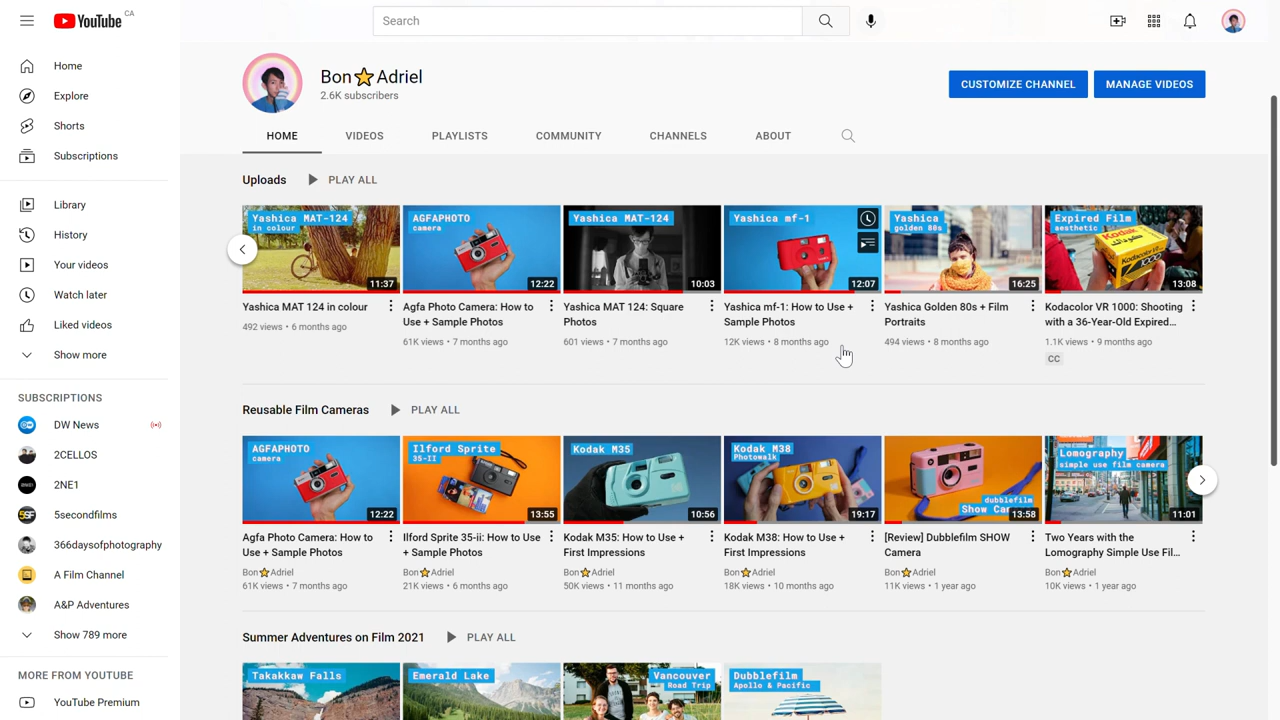 YouTube CA
Search
Home
Explore
Shorts
Subscriptions
Library
History
Your videos
Watch later
Liked videos
Show more
SUBSCRIPTIONS
DW News
2CELLOS
2NE1
5secondfilms
366daysofphotography
A Film Channel
A&P Adventures
Show 789 more
MORE FROM YOUTUBE
YouTube Premium
Bon⭐Adriel
2.6K subscribers
CUSTOMIZE CHANNEL
MANAGE VIDEOS
HOME
VIDEOS
PLAYLISTS
COMMUNITY
CHANNELS
ABOUT
Uploads
PLAY ALL
Yashica MAT-124
in colour
11:37
Yashica MAT 124 in colour
492 views • 6 months ago
AGFAPHOTO
camera
12:22
Agfa Photo Camera: How to
Use + Sample Photos
61K views • 7 months ago
Yashica MAT-124
10:03
Yashica MAT 124: Square
Photos
601 views • 7 months ago
Yashica mf-1
12:07
Yashica mf-1: How to Use +
Sample Photos
12K views • 8 months ago
Yashica
golden 80s
16:25
Yashica Golden 80s + Film
Portraits
494 views • 8 months ago
Expired Film
aesthetic
Kodak
Kodacolor VR
13:08
Kodacolor VR 1000: Shooting
with a 36-Year-Old Expired...
1.1K views • 9 months ago
CC
Reusable Film Cameras
PLAY ALL
AGFAPHOTO
camera
12:22
Agfa Photo Camera: How to
Use + Sample Photos
Bon⭐Adriel
61K views • 7 months ago
Ilford Sprite
35-II
13:55
Ilford Sprite 35-ii: How to Use
+ Sample Photos
Bon⭐Adriel
21K views • 6 months ago
Kodak M35
10:56
Kodak M35: How to Use +
First Impressions
Bon⭐Adriel
50K views • 11 months ago
Kodak M38
Photowalk
19:17
Kodak M38: How to Use +
First Impressions
Bon⭐Adriel
18K views • 10 months ago
dubblefilm
Show Cam
13:58
[Review] Dubblefilm SHOW
Camera
Bon⭐Adriel
11K views • 1 year ago
Lomography
simple use film camera
11:01
Two Years with the
Lomography Simple Use Fil...
Bon⭐Adriel
10K views • 1 year ago
Summer Adventures on Film 2021
PLAY ALL
Takakkaw Falls
Emerald Lake
Vancouver
Road Trip
Dubblefilm
Apollo & Pacific